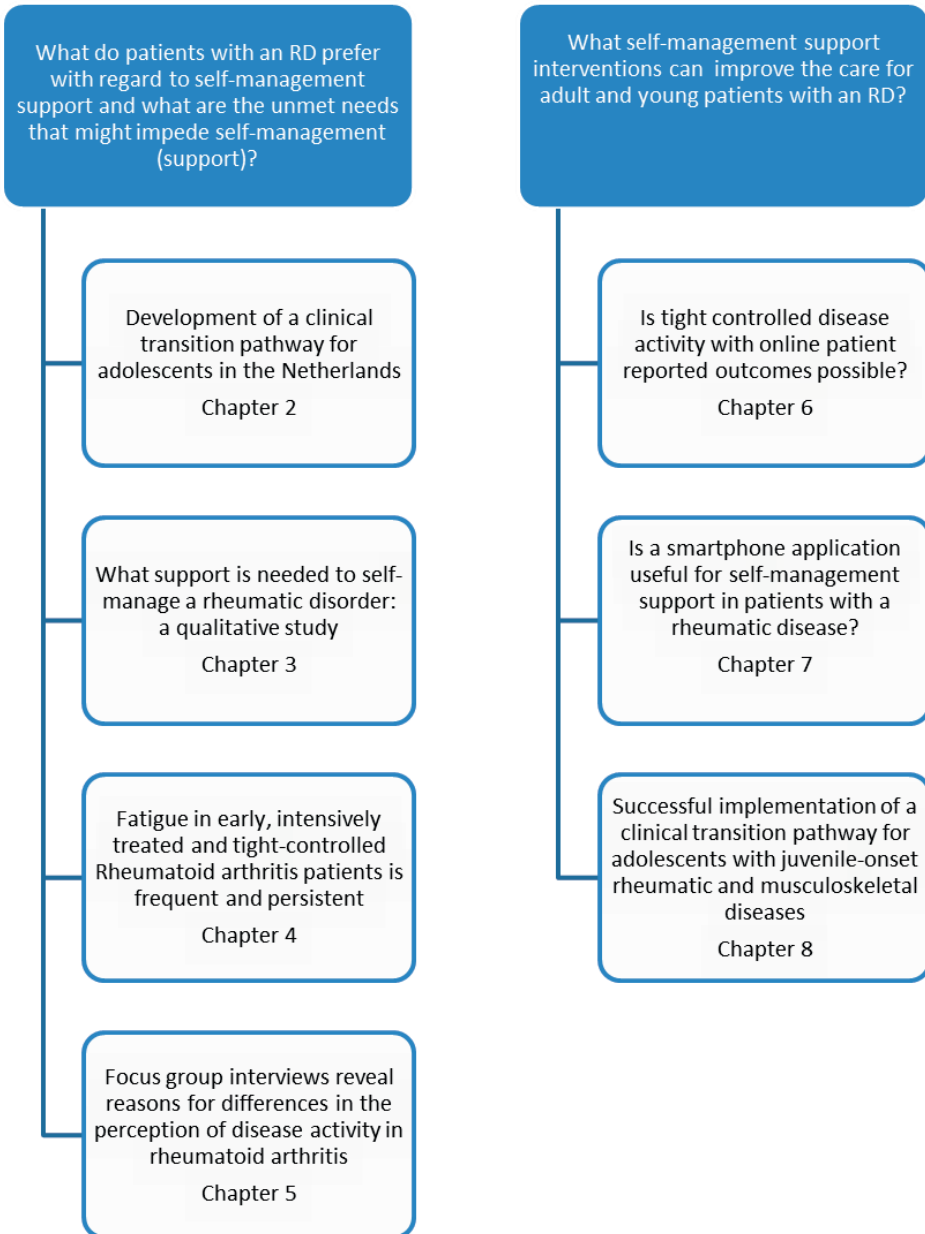 What do patients with an RD prefer
with regard to self-management
support and what are the unmet needs
that might impede self-management
(support)?
Development of a clinical
transition pathway for
adolescents in the Netherlands
Chapter 2
What support is needed to self-
manage a rheumatic disorder:
a qualitative study
Chapter 3
Fatigue in early, intensively
treated and tight-controlled
Rheumatoid arthritis patients is
frequent and persistent
Chapter 4
Focus group interviews reveal
reasons for differences in the
perception of disease activity in
rheumatoid arthritis
Chapter 5
What self-management support
interventions can  improve the care for
adult and young patients with an RD?
Is tight controlled disease
activity with online patient
reported outcomes possible?
Chapter 6
Is a smartphone application
useful for self-management
support in patients with a
rheumatic disease?
Chapter 7
Successful implementation of a
clinical transition pathway for
adolescents with juvenile-onset
rheumatic and musculoskeletal
diseases
Chapter 8